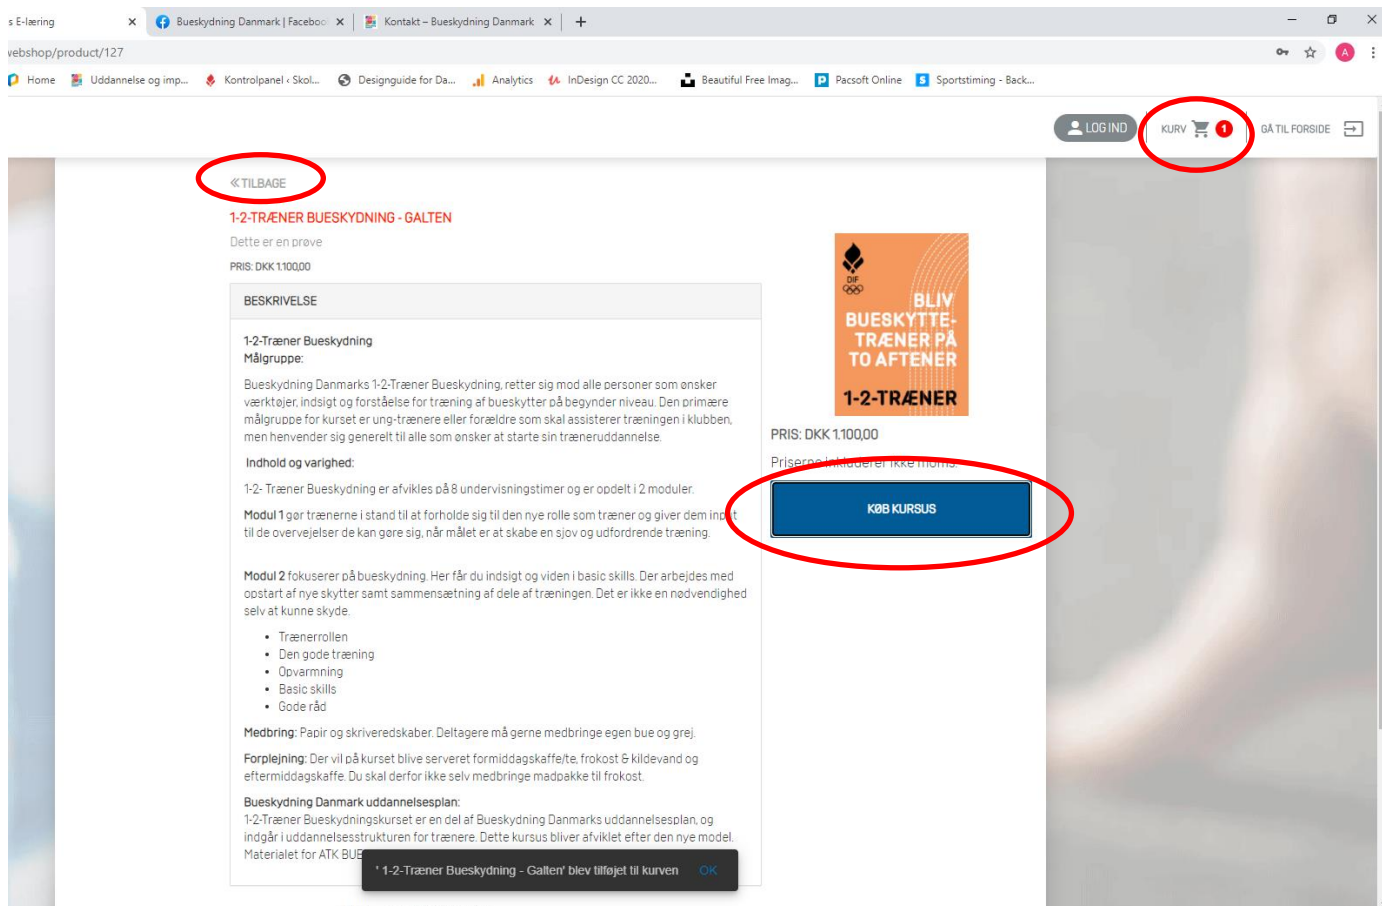 s E-læring
Bueskydning Danmark | Faceboo
Kontakt – Bueskydning Danmark
webshop/product/127
A
Home
Uddannelse og imp...
Kontrolpanel ‹ Skol...
Designguide for Da...
Analytics
InDesign CC 2020...
Beautiful Free Imag...
Pacsoft Online
Sportstiming - Back...
LOG IND
KURV 1
GÅ TIL FORSIDE
«TILBAGE
1-2-TRÆNER BUESKYDNING - GALTEN
Dette er en prøve
PRIS: DKK 1.100,00
BESKRIVELSE
1-2-Træner Bueskydning
Målgruppe:
Bueskydning Danmarks 1-2-Træner Bueskydning, retter sig mod alle personer som ønsker
værktøjer, indsigt og forståelse for træning af bueskytter på begynder niveau. Den primære
målgruppe for kurset er ung-trænere eller forældre som skal assisterer træningen i klubben,
men henvender sig generelt til alle som ønsker at starte sin træneruddannelse.
Indhold og varighed:
1-2- Træner Bueskydning er afvikles på 8 undervisningstimer og er opdelt i 2 moduler.
Modul 1 gør trænerne i stand til at forholde sig til den nye rolle som træner og giver dem input
til de overvejelser de kan gøre sig, når målet er at skabe en sjov og udfordrende træning.
Modul 2 fokuserer på bueskydning. Her får du indsigt og viden i basic skills. Der arbejdes med
opstart af nye skytter samt sammensætning af dele af træningen. Det er ikke en nødvendighed
selv at kunne skyde.
• Trænerrollen
• Den gode træning
• Opvarmning
• Basic skills
• Gode råd
Medbring: Papir og skriveredskaber. Deltagere må gerne medbringe egen bue og grej.
Forplejning: Der vil på kurset blive serveret formiddagskaffe/te, frokost & kildevand og
eftermiddagskaffe. Du skal derfor ikke selv medbringe madpakke til frokost.
Bueskydning Danmark uddannelsesplan:
1-2-Træner Bueskydningskurset er en del af Bueskydning Danmarks uddannelsesplan, og
indgår i uddannelsesstrukturen for trænere. Dette kursus bliver afviklet efter den nye model.
Materialet for ATK BUE
DIF
BLIV
BUESKYTTE-
TRÆNER PÅ
TO AFTENER
1-2-TRÆNER
PRIS: DKK 1.100,00
Priserne inkluderer ikke moms.
KØB KURSUS
' 1-2-Træner Bueskydning - Galten' blev tilføjet til kurven OK